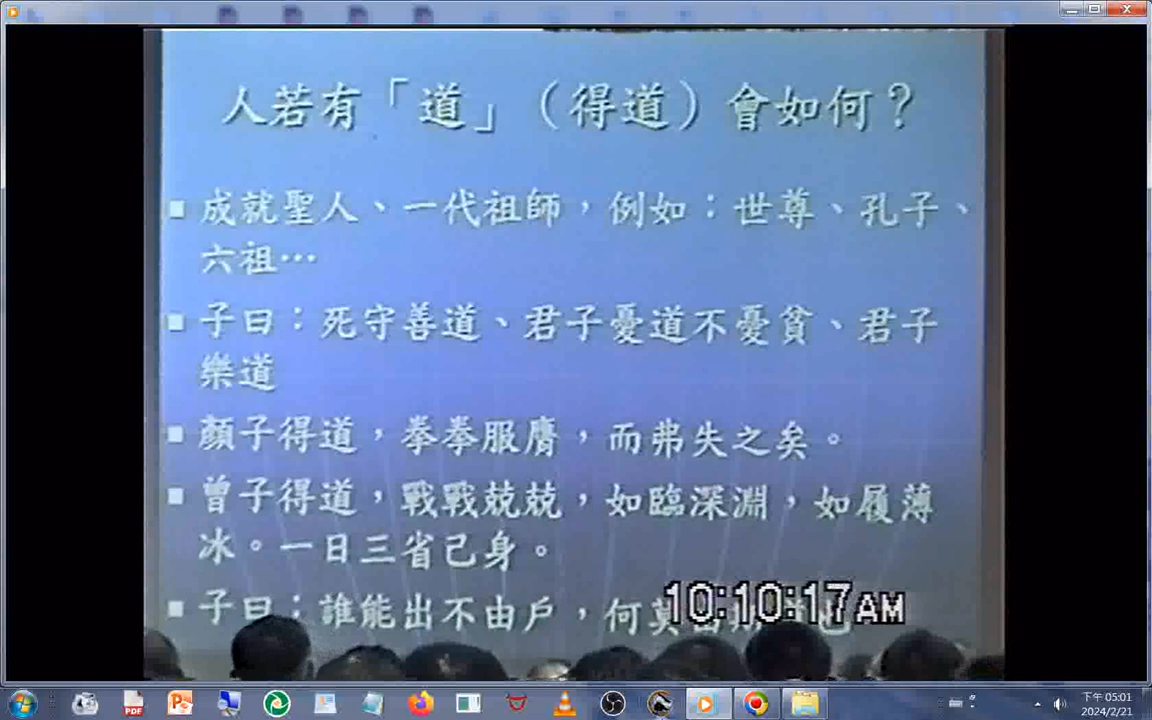 人若有「道」（得道）會如何？
■ 成就聖人、一代祖師，例如：世尊、孔子、
六祖…
■ 子曰：死守善道、君子憂道不憂貧、君子
樂道
■ 顏子得道，拳拳服膺，而弗失之矣。
■ 曾子得道，戰戰兢兢，如臨深淵，如履薄
冰。一日三省己身。
■ 子曰：誰能出不由戶，何莫
10:10:17AM
PDF
下午 05:01
2024/2/21